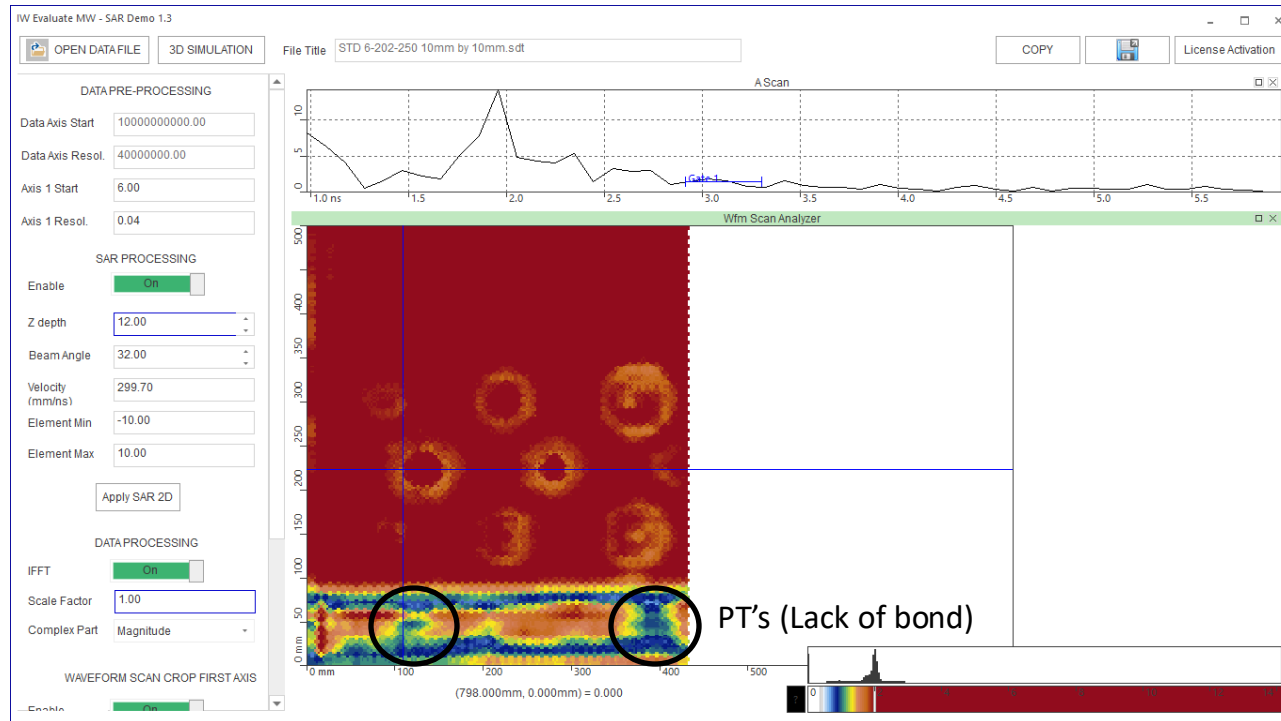 IW Evaluate MW - SAR Demo 1.3
OPEN DATA FILE
3D SIMULATION
File Title
STD 6-202-250 10mm by 10mm.sdt
COPY
License Activation
DATA PRE-PROCESSING
Data Axis Start
10000000000.00
Data Axis Resol.
40000000.00
Axis 1 Start
6.00
Axis 1 Resol.
0.04
SAR PROCESSING
Enable
On
Z depth
12.00
Beam Angle
32.00
Velocity
(mm/ns)
299.70
Element Min
-10.00
Element Max
10.00
Apply SAR 2D
DATA PROCESSING
IFFT
On
Scale Factor
1.00
Complex Part
Magnitude
WAVEFORM SCAN CROP FIRST AXIS
Enable
On
A Scan
10
5
0
Gate 1
1.0 ns
1.5
2.0
2.5
3.0
3.5
4.0
4.5
5.0
5.5
Wfm Scan Analyzer
500
450
400
350
300
250
200
150
100
50
0 mm
0 mm
100
200
300
400
500
PT's (Lack of bond)
(798.000mm, 0.000mm) = 0.000
?
0